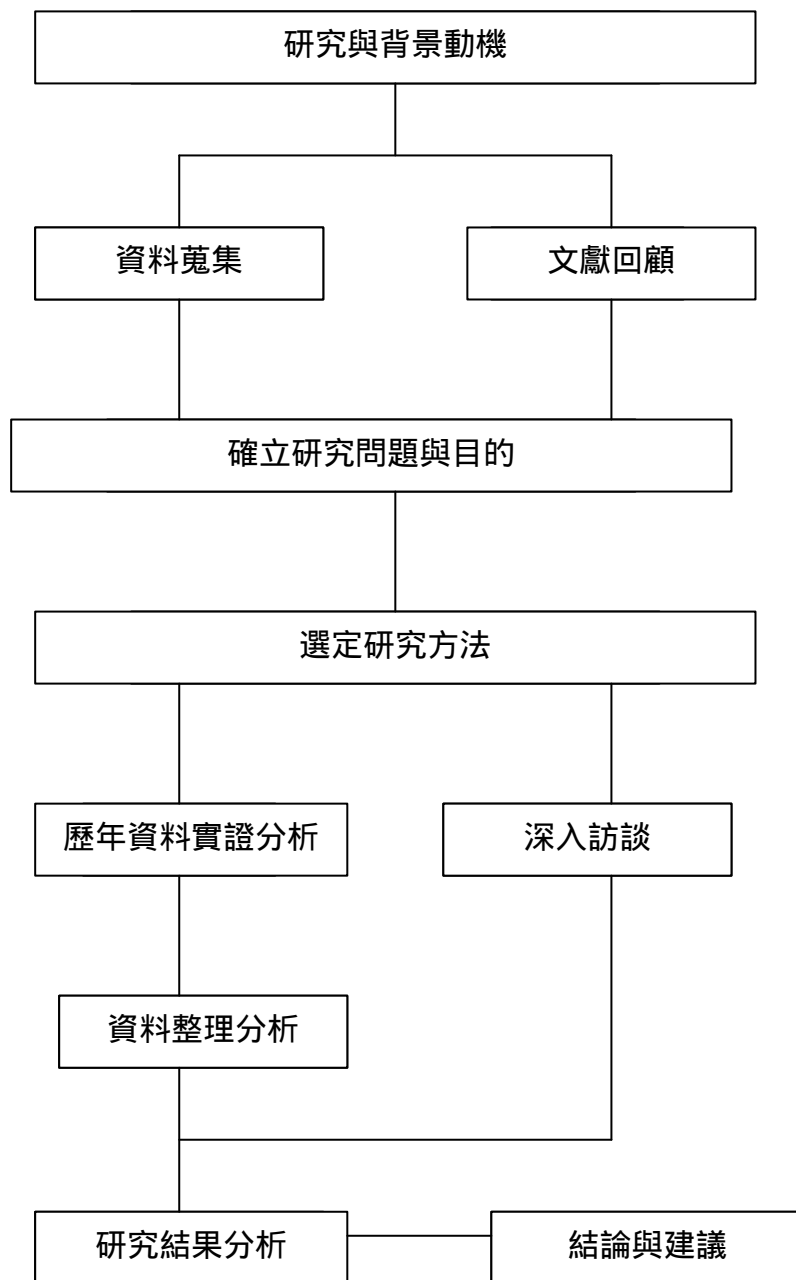 研究與背景動機
資料蒐集
文獻回顧
確立研究問題與目的
選定研究方法
歷年資料實證分析
深入訪談
資料整理分析
研究結果分析
結論與建議